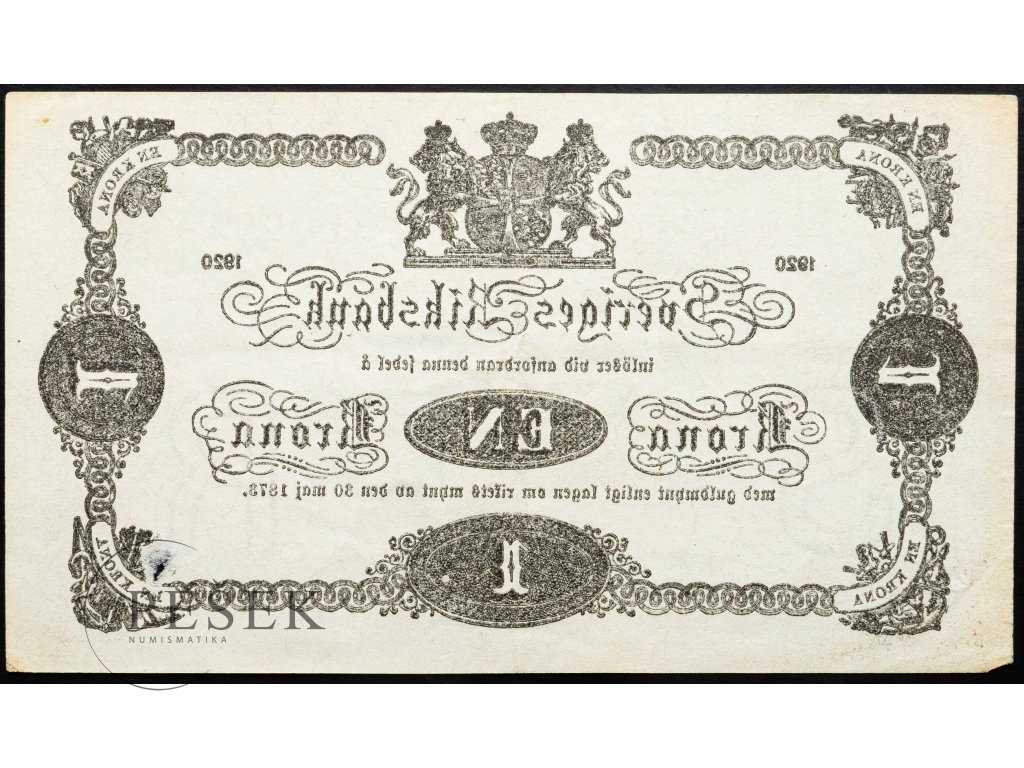 EN KRONA EN KRONA
1920 1920
Sveriges Riksbank
inlöser vid anfordran denna sedel å
1 1
Krona EN Krona
med guldmynt enligt lagen om rikets mynt av den 30 maj 1873.
1
EN KRONA EN KRONA
BESEK
NUMISMATIKA